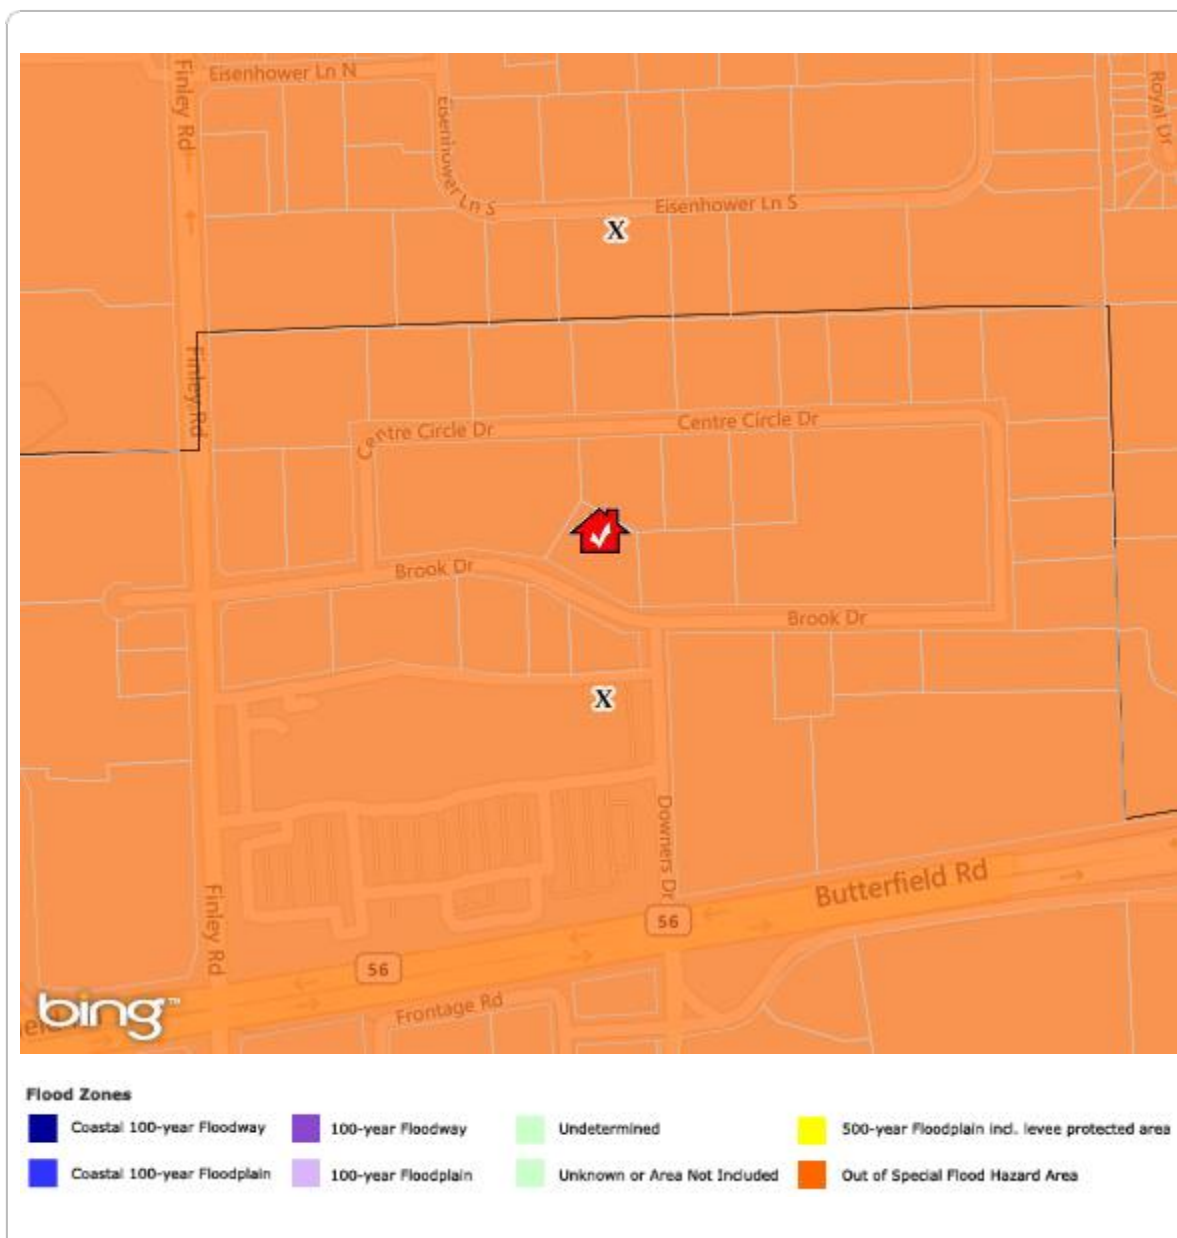 Finley Rd
Eisenhower Ln N
Eisenhower Ln S
Royal Dr
Eisenhower Ln S
X
Finley Rd
Centre Circle Dr
Centre Circle Dr
Brook Dr
Brook Dr
X
Downers Dr
Butterfield Rd
Finley Rd
56
56
Frontage Rd
bing™
Flood Zones
Coastal 100-year Floodway
100-year Floodway
Undetermined
500-year Floodplain incl. levee protected area
Coastal 100-year Floodplain
100-year Floodplain
Unknown or Area Not Included
Out of Special Flood Hazard Area